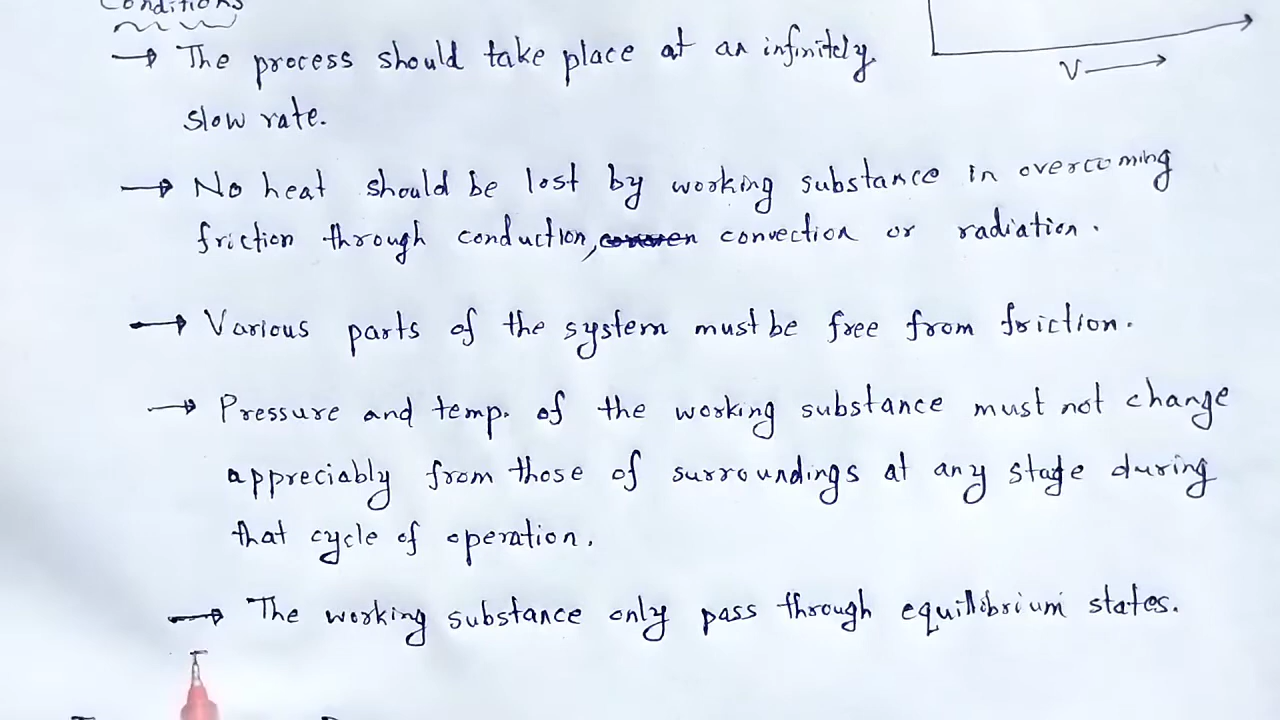 Conditions
→ The process should take place at an infinitely
V →
slow rate.
→ No heat should be lost by working substance in overcoming
friction through conduction, convection or radiation.
→ Various parts of the system must be free from friction.
→ Pressure and temp. of the working substance must not change
appreciably from those of surroundings at any stage during
that cycle of operation.
→ The working substance only pass through equilibrium states.